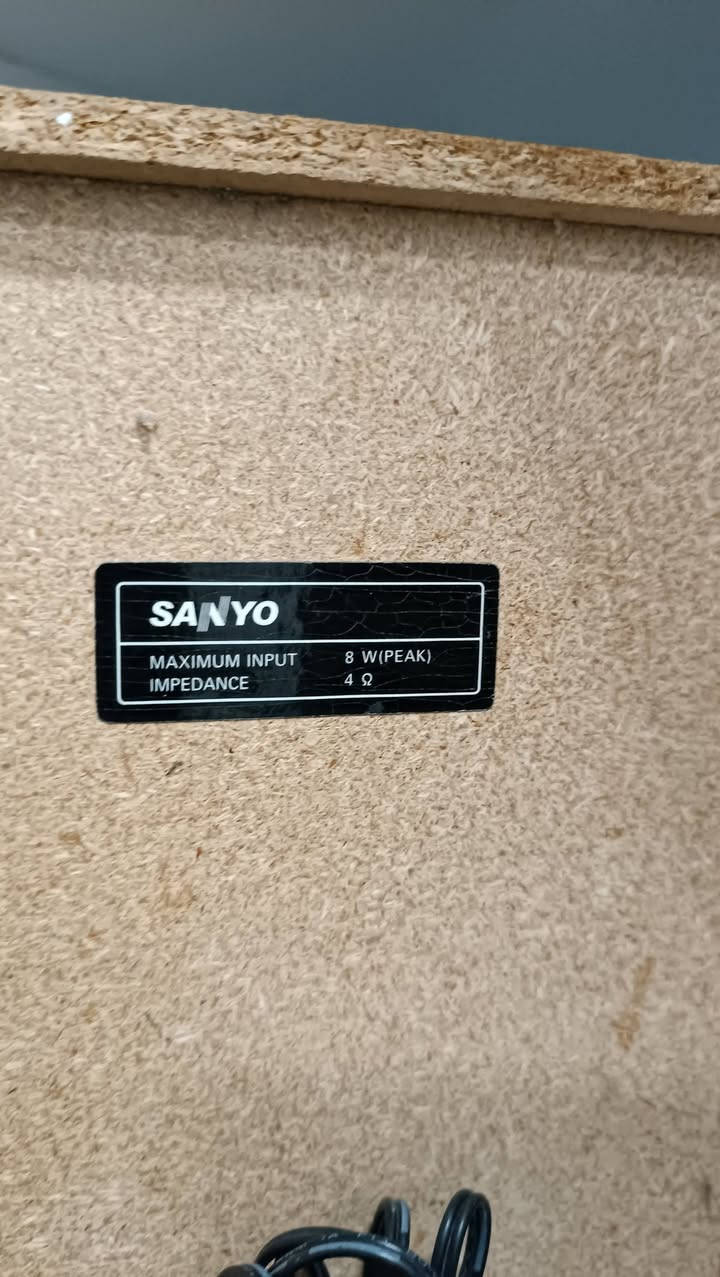 SANYO
MAXIMUM INPUT 8 W(PEAK)
IMPEDANCE 4 Ω